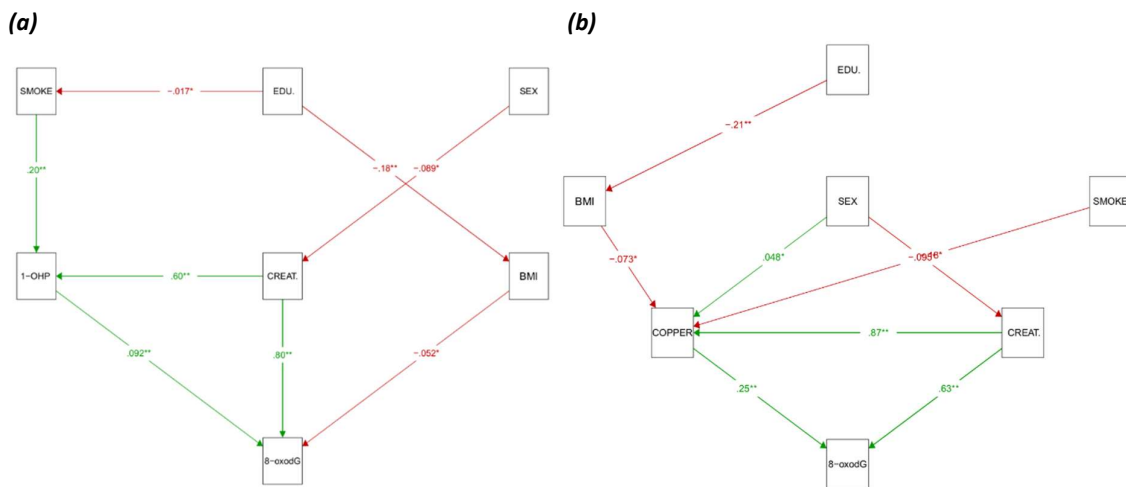 (a)
(b)
SMOKE
EDU.
SEX
−.017*
.20**
−.18**
−.089*
1−OHP
CREAT.
BMI
.60**
.092**
.80**
−.052*
8−oxodG
EDU.
−.21**
BMI
SEX
SMOKE
−.073*
.048*
−.095*
COPPER
CREAT.
.87**
.25**
.63**
8−oxodG